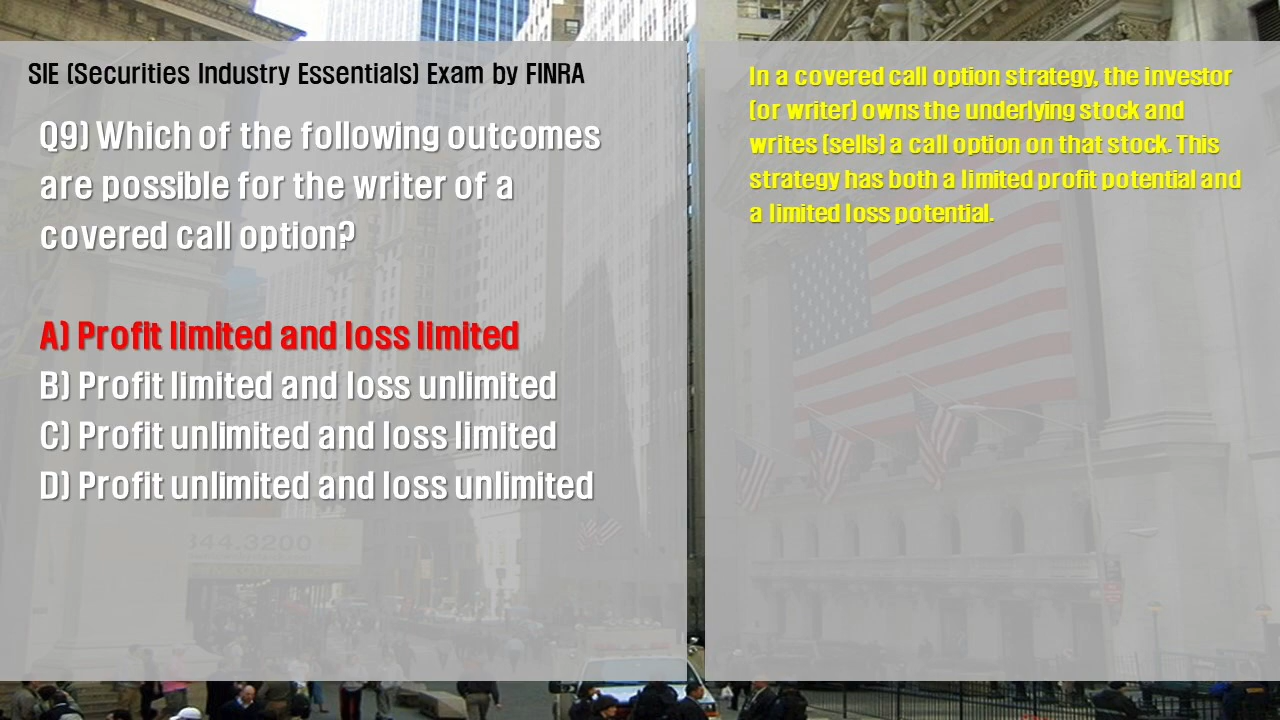 SIE (Securities Industry Essentials) Exam by FINRA
Q9) Which of the following outcomes
are possible for the writer of a
covered call option?
A) Profit limited and loss limited
B) Profit limited and loss unlimited
C) Profit unlimited and loss limited
D) Profit unlimited and loss unlimited
344.3200
In a covered call option strategy, the investor
(or writer) owns the underlying stock and
writes (sells) a call option on that stock. This
strategy has both a limited profit potential and
a limited loss potential.